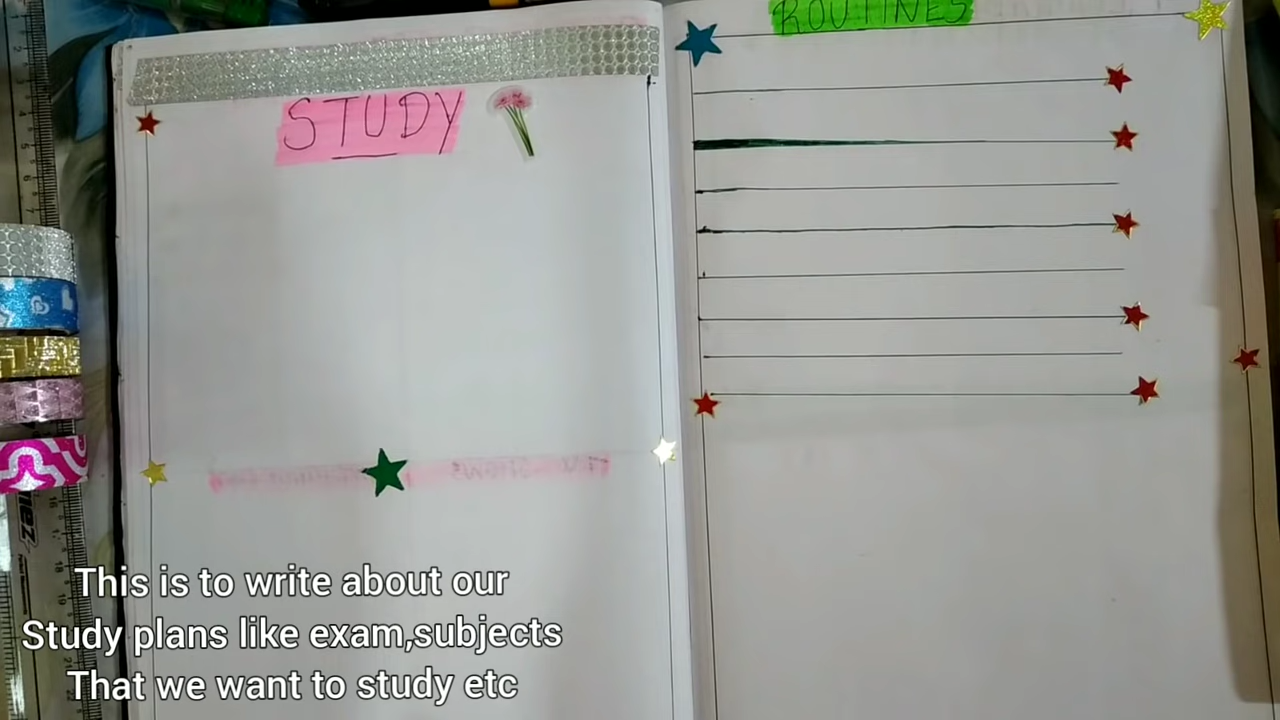 STUDY
ROUTINES
This is to write about our
Study plans like exam,subjects
That we want to study etc